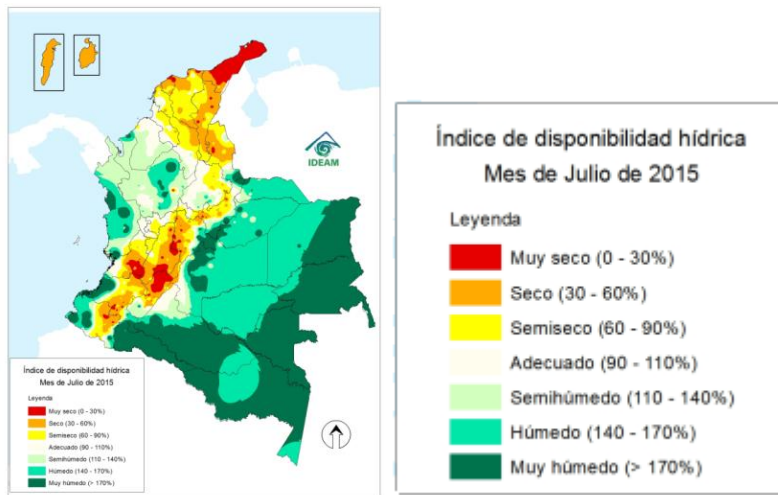 IDEAM
Índice de disponibilidad hídrica
Mes de Julio de 2015
Leyenda
Muy seco (0 - 30%)
Seco (30 - 60%)
Semiseco (60 - 90%)
Adecuado (90 - 110%)
Semihúmedo (110 - 140%)
Húmedo (140 - 170%)
Muy húmedo (> 170%)
Índice de disponibilidad hídrica
Mes de Julio de 2015
Leyenda
Muy seco (0 - 30%)
Seco (30 - 60%)
Semiseco (60 - 90%)
Adecuado (90 - 110%)
Semihúmedo (110 - 140%)
Húmedo (140 - 170%)
Muy húmedo (> 170%)